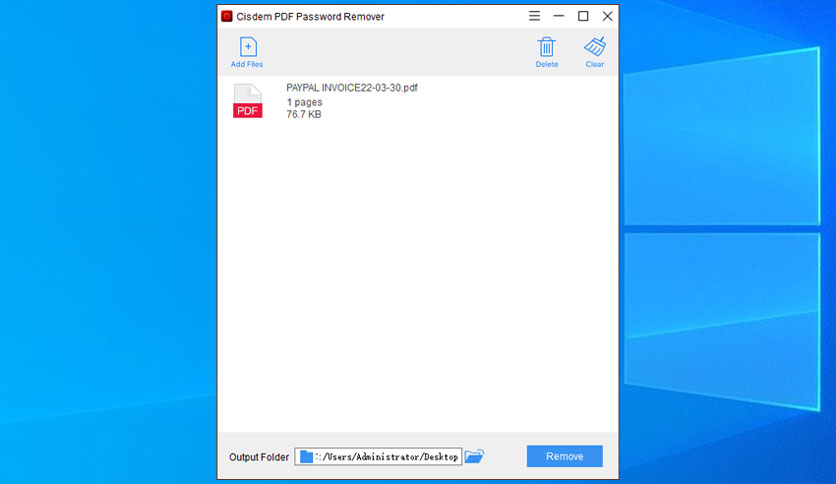 Cisdem PDF Password Remover
Add Files
Delete
Clear
PDF
PAYPAL INVOICE22-03-30.pdf
1 pages
76.7 KB
Output Folder
:/Users/Administrator/Desktop
Remove